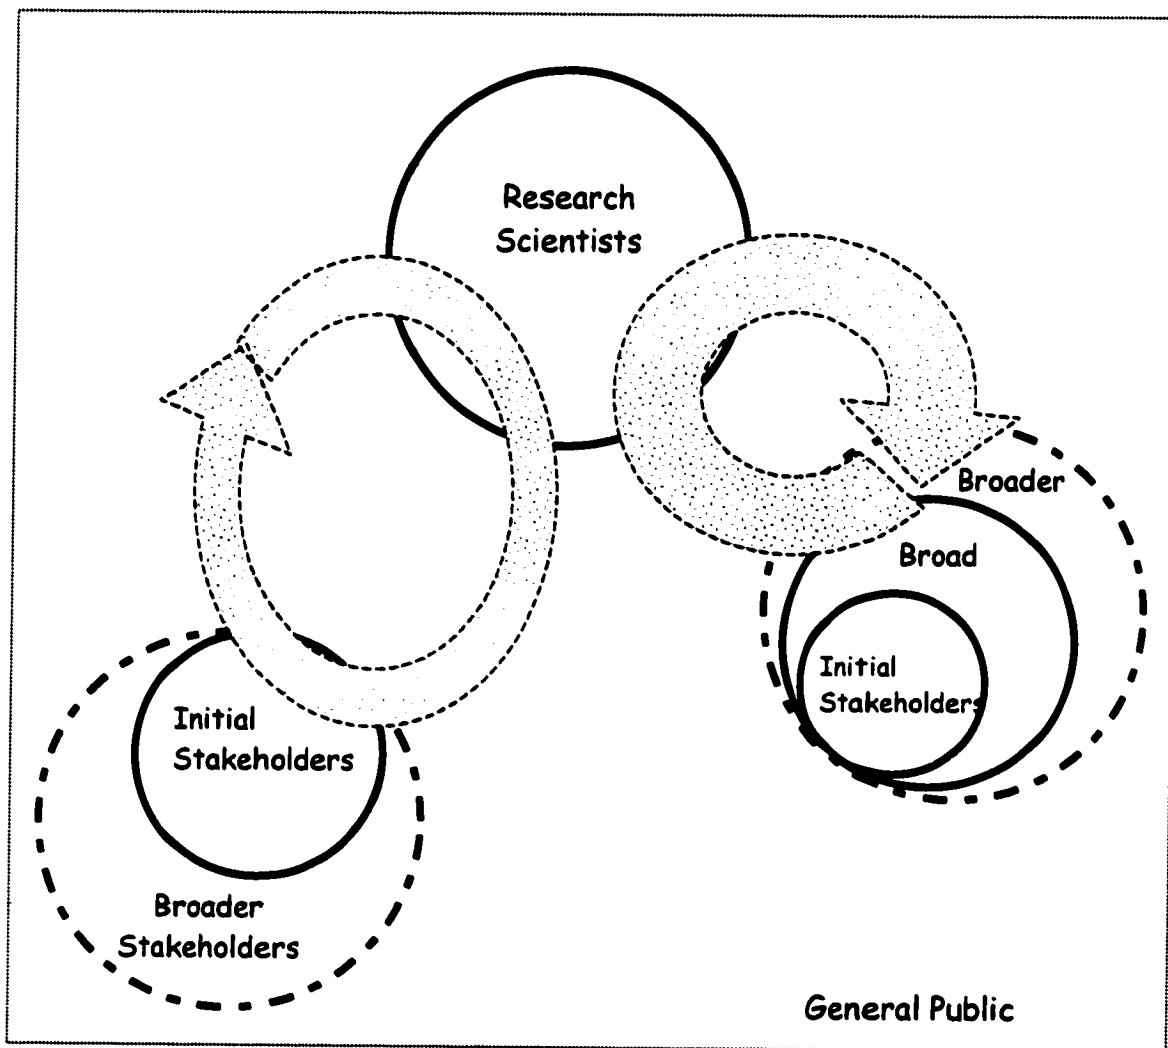 Research
Scientists
Broader
Broad
Initial
Stakeholders
Initial
Stakeholders
Broader
Stakeholders
General Public